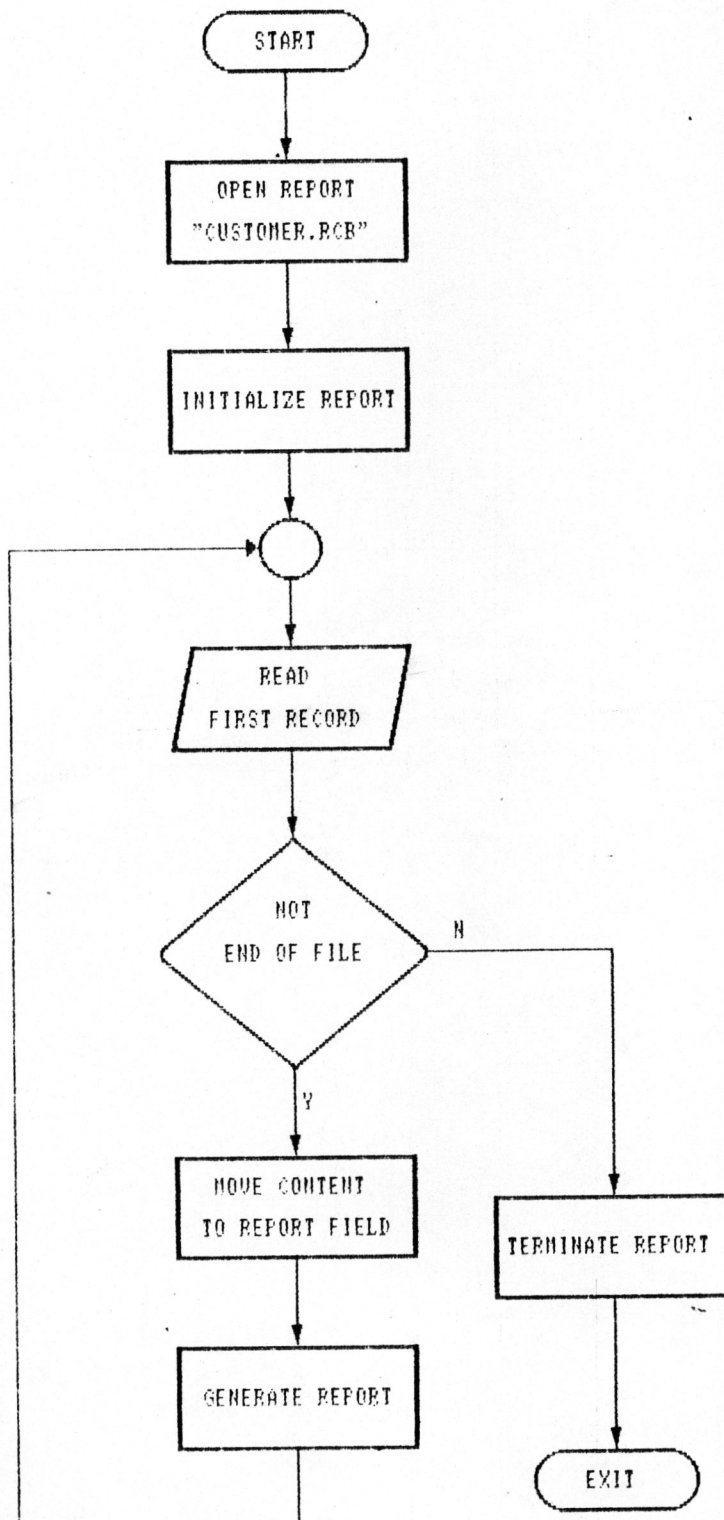 START
OPEN REPORT
"CUSTOMER.RCB"
INITIALIZE REPORT
READ
FIRST RECORD
NOT
END OF FILE
N
Y
MOVE CONTENT
TO REPORT FIELD
TERMINATE REPORT
GENERATE REPORT
EXIT